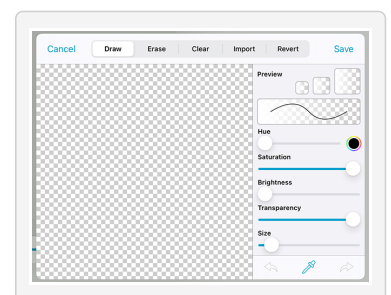 Cancel Draw Erase Clear Import Revert Save
Preview
Hue
Saturation
Brightness
Transparency
Size